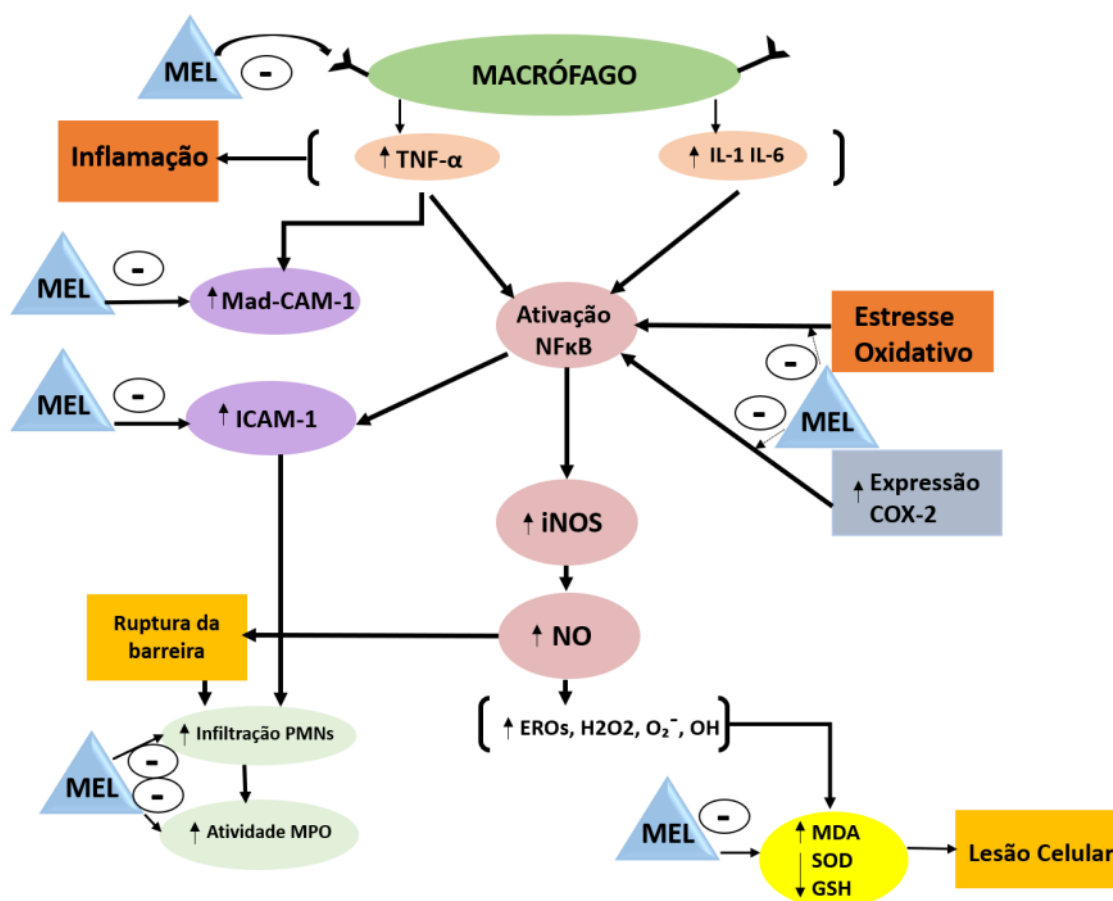 MEL
-
MACRÓFAGO
Inflamação
↑ TNF-α
↑ IL-1 IL-6
MEL
-
↑ Mad-CAM-1
Ativação
NFκB
Estresse
Oxidativo
-
-
MEL
MEL
-
↑ ICAM-1
↑ Expressão
COX-2
↑ iNOS
Ruptura da
barreira
↑ NO
↑ Infiltração PMNs
[↑ EROs, H2O2, O₂⁻, OH]
MEL
-
-
↑ Atividade MPO
MEL
-
↑ MDA
SOD
↓ GSH
Lesão Celular